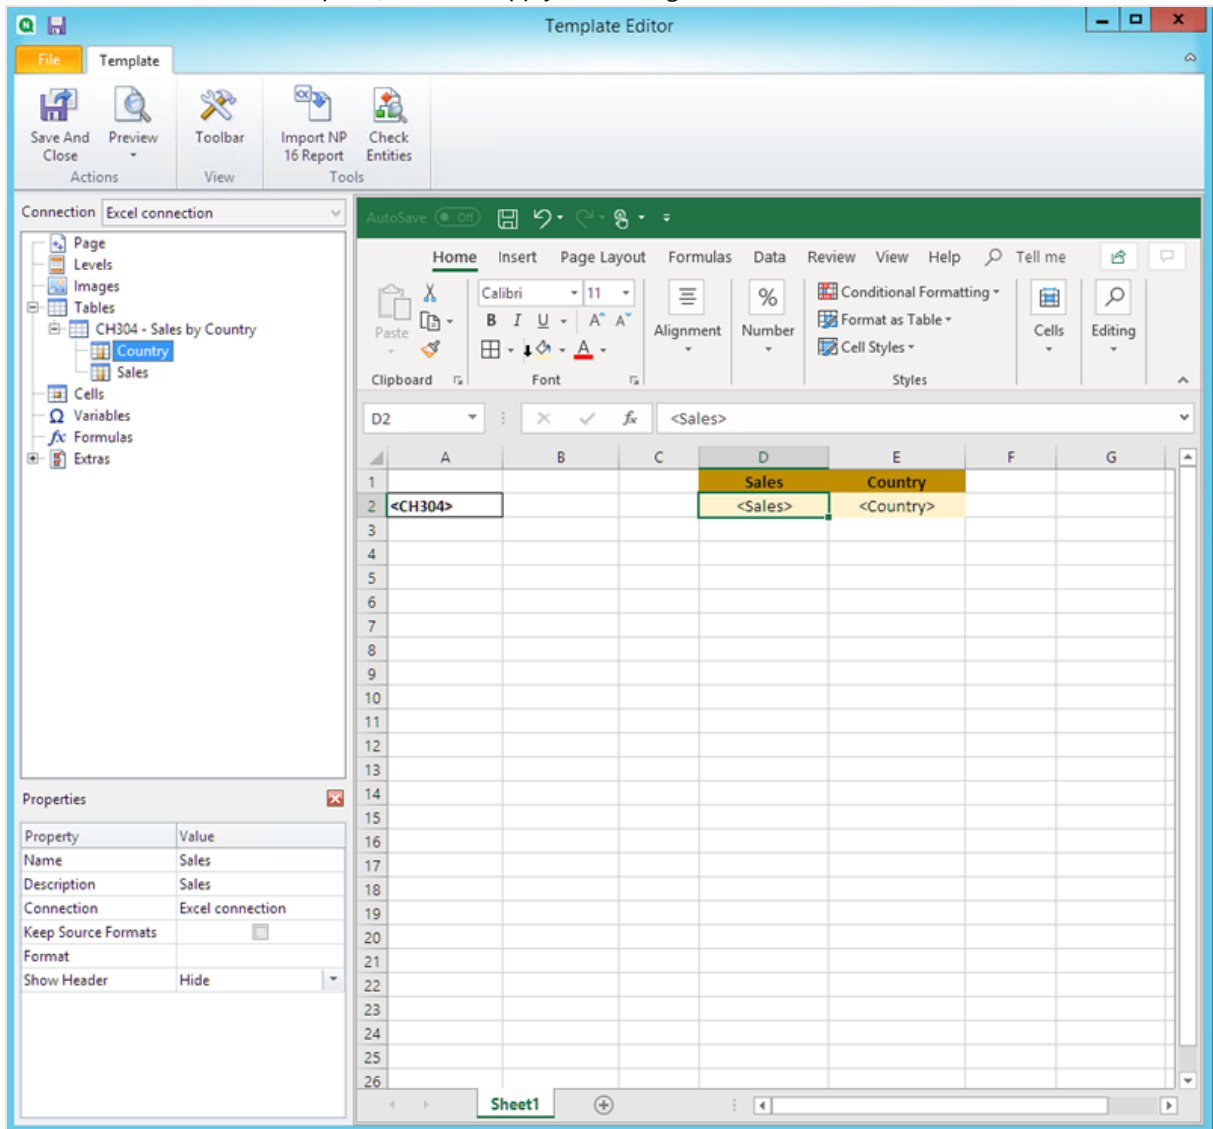 Template Editor
File Template
Save And Close Preview Toolbar Import NP 16 Report Check Entities
Actions View Tools
Connection Excel connection
Page
Levels
Images
Tables
CH304 - Sales by Country
Country
Sales
Cells
Variables
Formulas
Extras
Properties
Property Value
Name Sales
Description Sales
Connection Excel connection
Keep Source Formats
Format
Show Header Hide
AutoSave Off
Home Insert Page Layout Formulas Data Review View Help Tell me
Paste Calibri 11 Alignment % Number Conditional Formatting Cells Editing
B I U A A Format as Table
A Cell Styles
Clipboard Font Styles
D2 fx <Sales>
A B C D E F G
1 Sales Country
2 <CH304> <Sales> <Country>
3
4
5
6
7
8
9
10
11
12
13
14
15
16
17
18
19
20
21
22
23
24
25
26
Sheet1